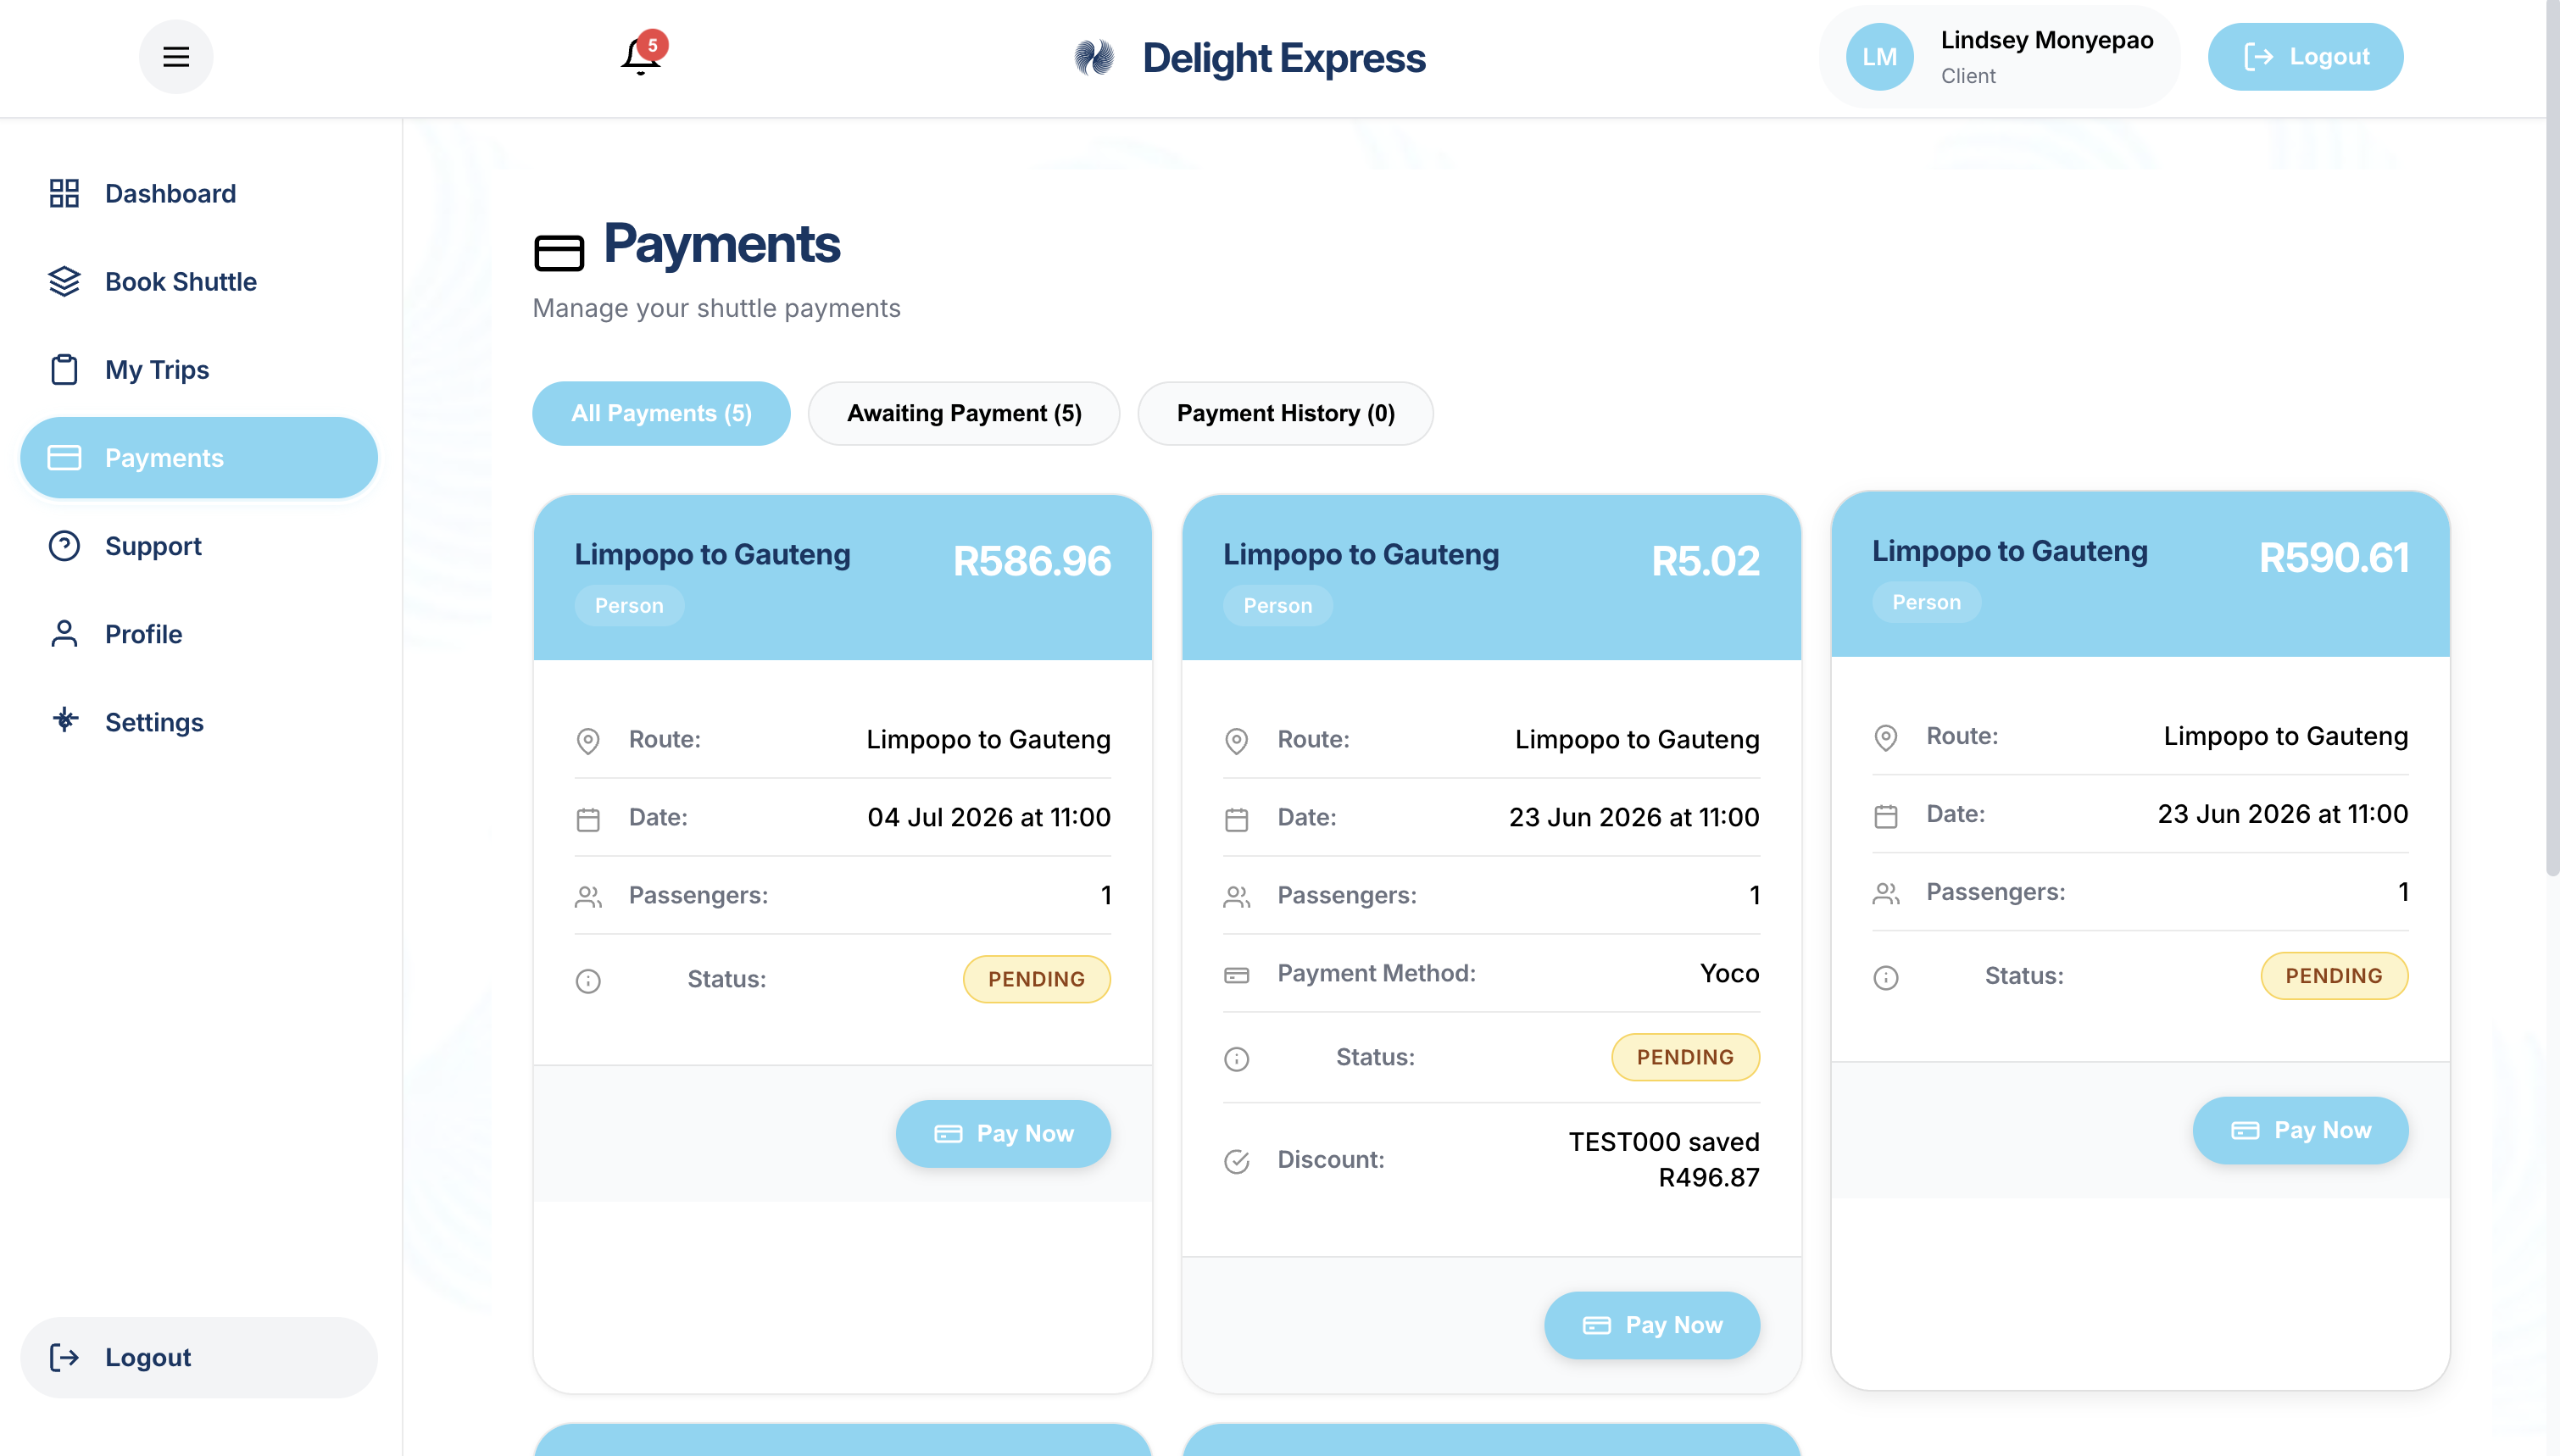 5
Delight Express
LM
Lindsey Monyepao
Client
Logout
Dashboard
Book Shuttle
My Trips
Payments
Support
Profile
Settings
Logout
Payments
Manage your shuttle payments
All Payments (5)
Awaiting Payment (5)
Payment History (0)
Limpopo to Gauteng
R586.96
Person
Route: Limpopo to Gauteng
Date: 04 Jul 2026 at 11:00
Passengers: 1
Status: PENDING
Pay Now
Limpopo to Gauteng
R5.02
Person
Route: Limpopo to Gauteng
Date: 23 Jun 2026 at 11:00
Passengers: 1
Payment Method: Yoco
Status: PENDING
Discount: TEST000 saved
R496.87
Pay Now
Limpopo to Gauteng
R590.61
Person
Route: Limpopo to Gauteng
Date: 23 Jun 2026 at 11:00
Passengers: 1
Status: PENDING
Pay Now